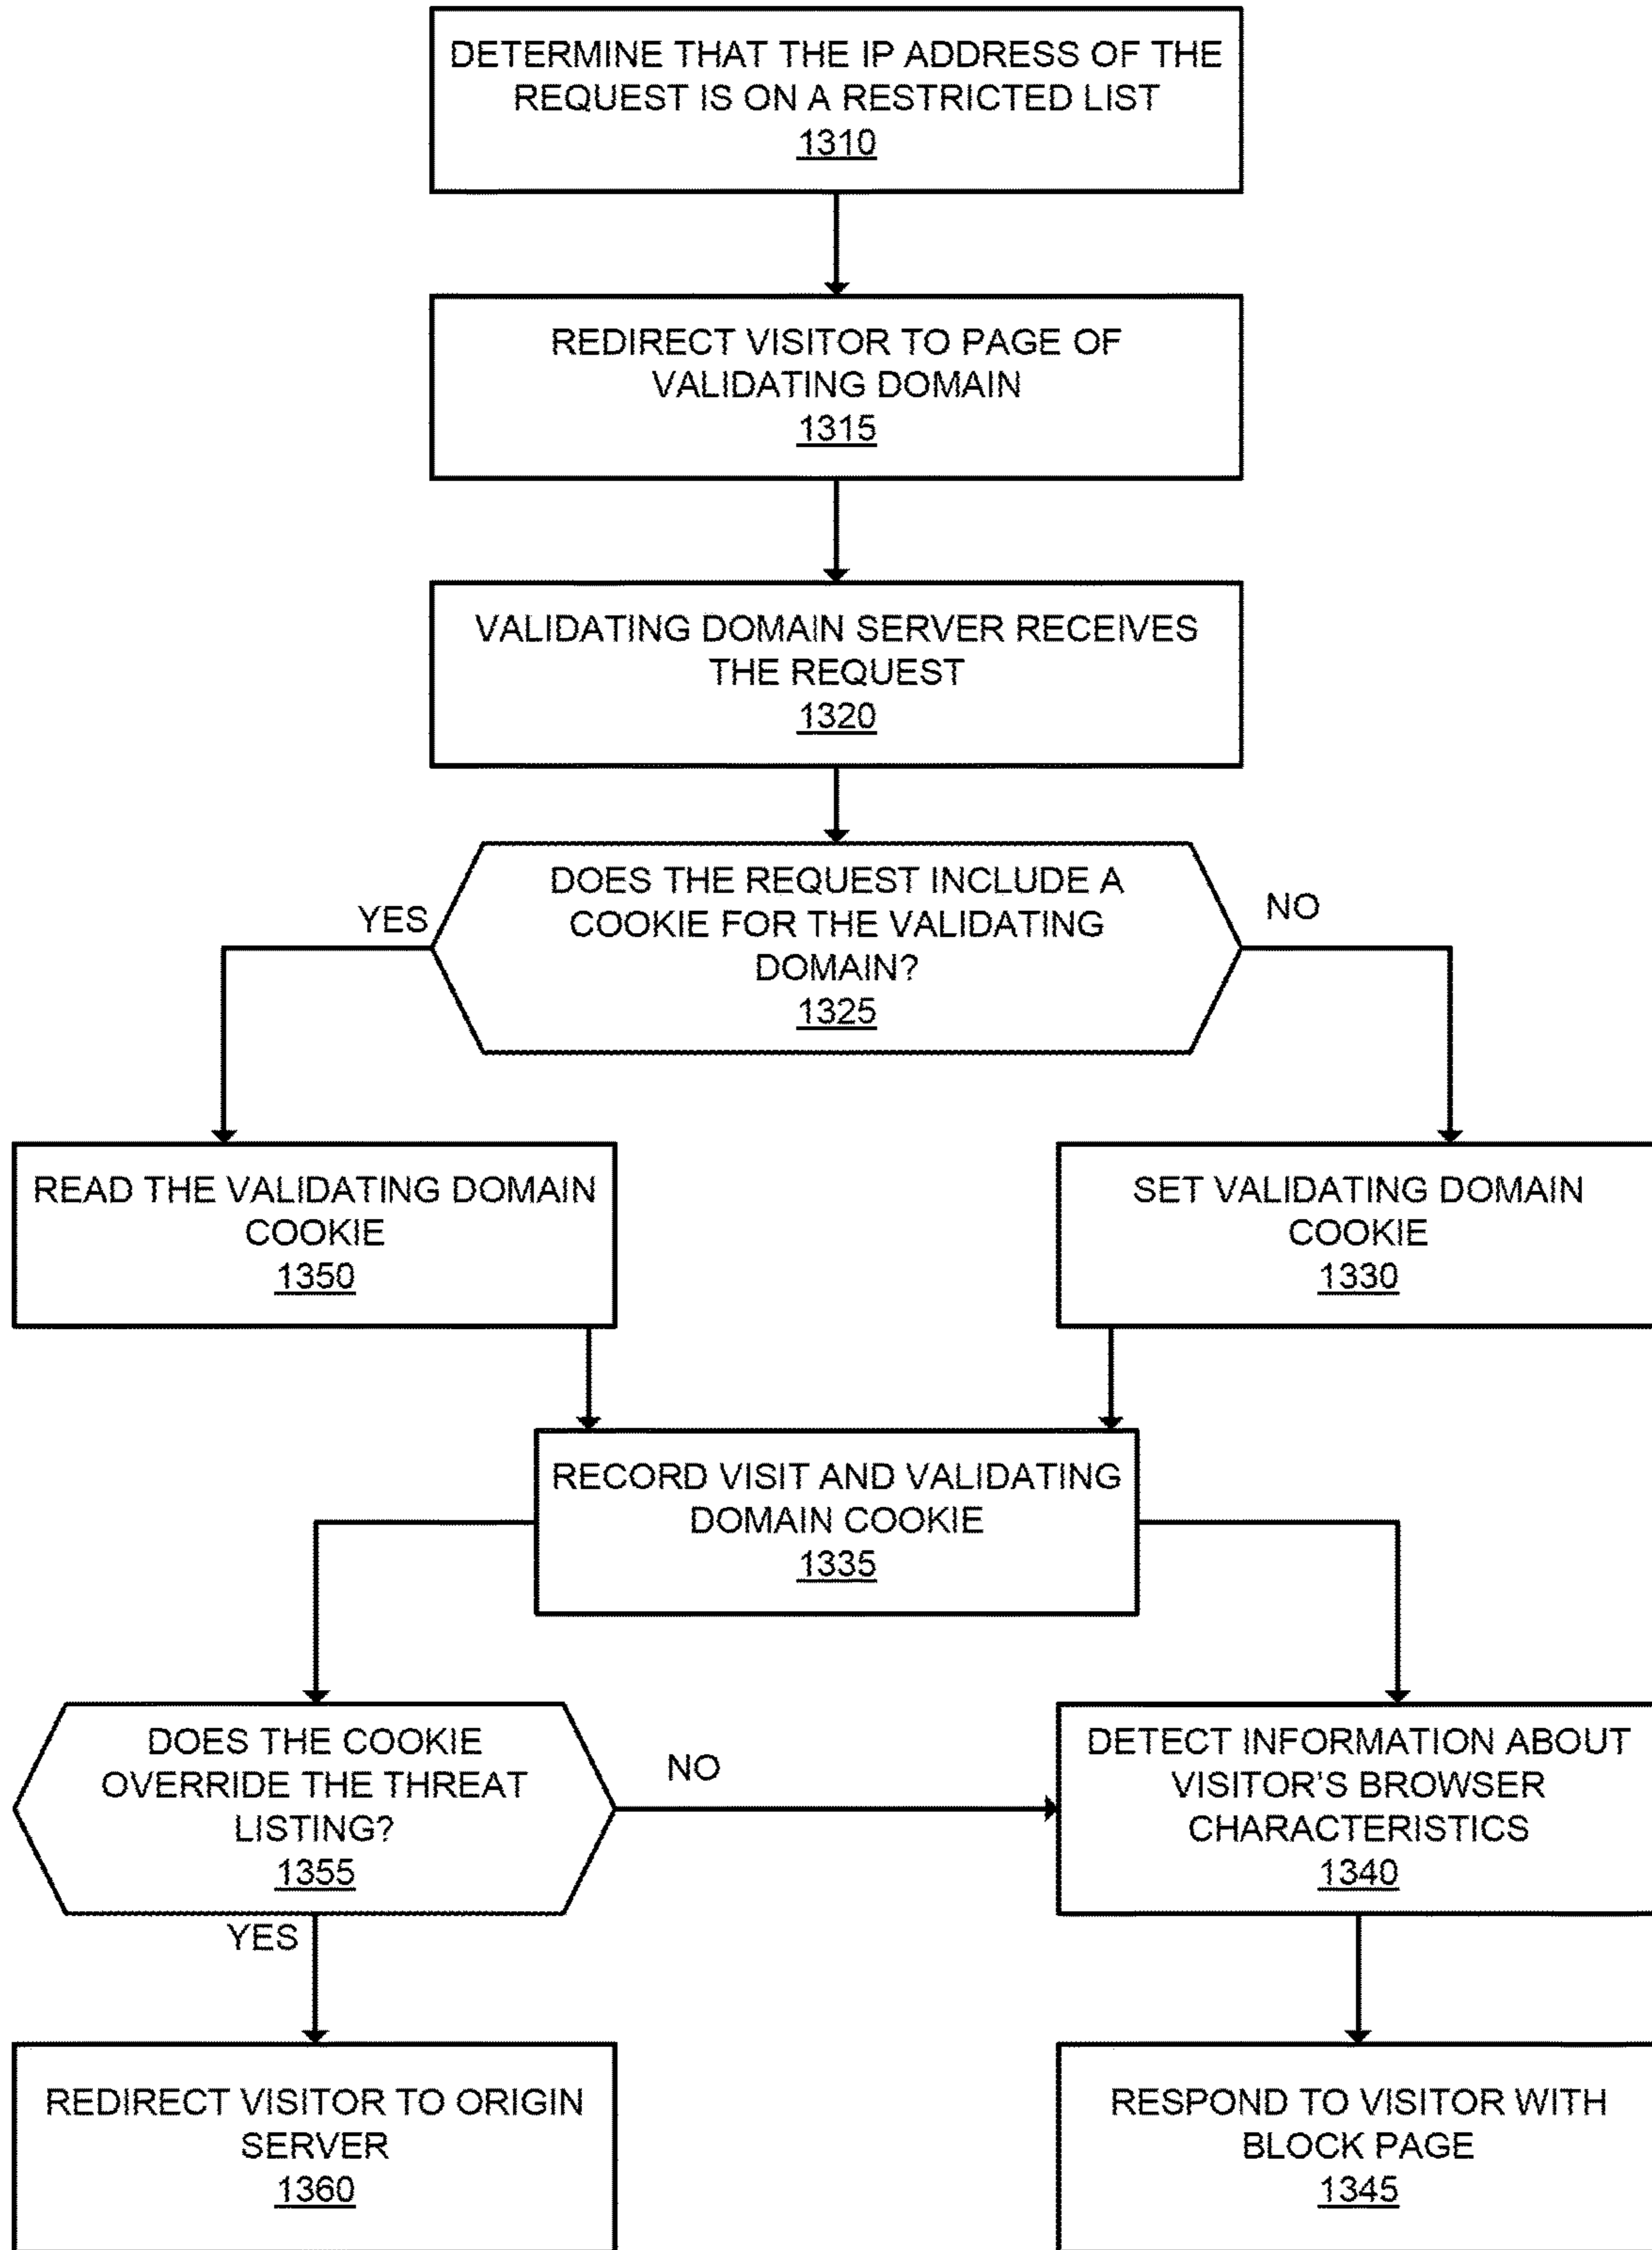 DETERMINE THAT THE IP ADDRESS OF THE
REQUEST IS ON A RESTRICTED LIST
1310
REDIRECT VISITOR TO PAGE OF
VALIDATING DOMAIN
1315
VALIDATING DOMAIN SERVER RECEIVES
THE REQUEST
1320
DOES THE REQUEST INCLUDE A
COOKIE FOR THE VALIDATING
DOMAIN?
1325
YES
NO
READ THE VALIDATING DOMAIN
COOKIE
1350
SET VALIDATING DOMAIN
COOKIE
1330
RECORD VISIT AND VALIDATING
DOMAIN COOKIE
1335
DOES THE COOKIE
OVERRIDE THE THREAT
LISTING?
1355
NO
YES
DETECT INFORMATION ABOUT
VISITOR'S BROWSER
CHARACTERISTICS
1340
REDIRECT VISITOR TO ORIGIN
SERVER
1360
RESPOND TO VISITOR WITH
BLOCK PAGE
1345